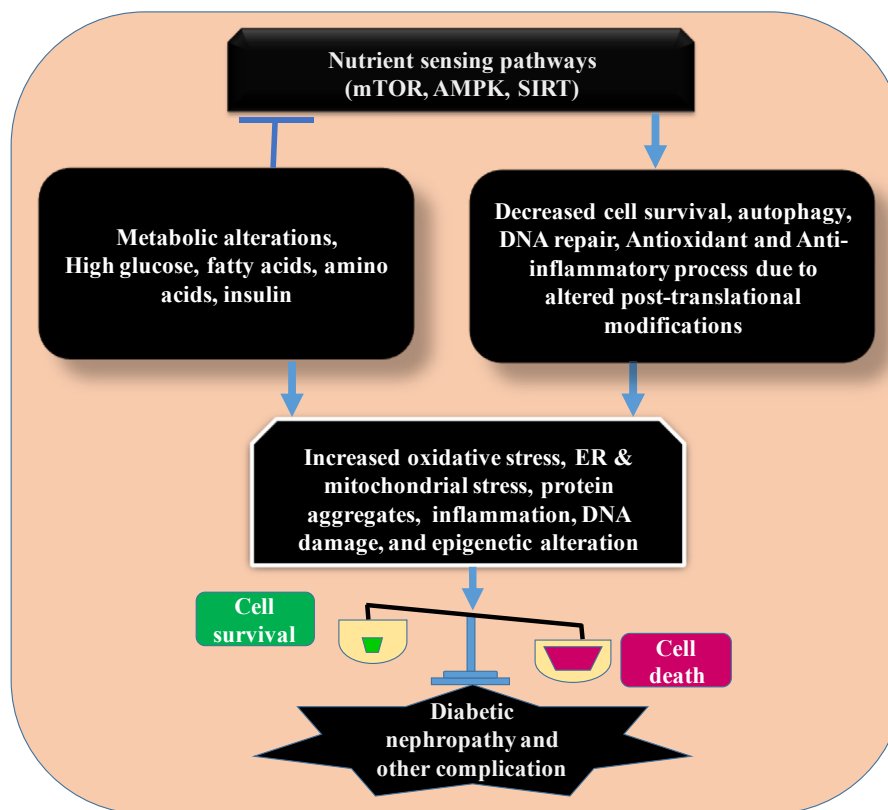 Nutrient sensing pathways
(mTOR, AMPK, SIRT)
Metabolic alterations,
High glucose, fatty acids, amino
acids, insulin
Decreased cell survival, autophagy,
DNA repair, Antioxidant and Anti-
inflammatory process due to
altered post-translational
modifications
Increased oxidative stress, ER &
mitochondrial stress, protein
aggregates, inflammation, DNA
damage, and epigenetic alteration
Cell
survival
Cell
death
Diabetic
nephropathy and
other complication